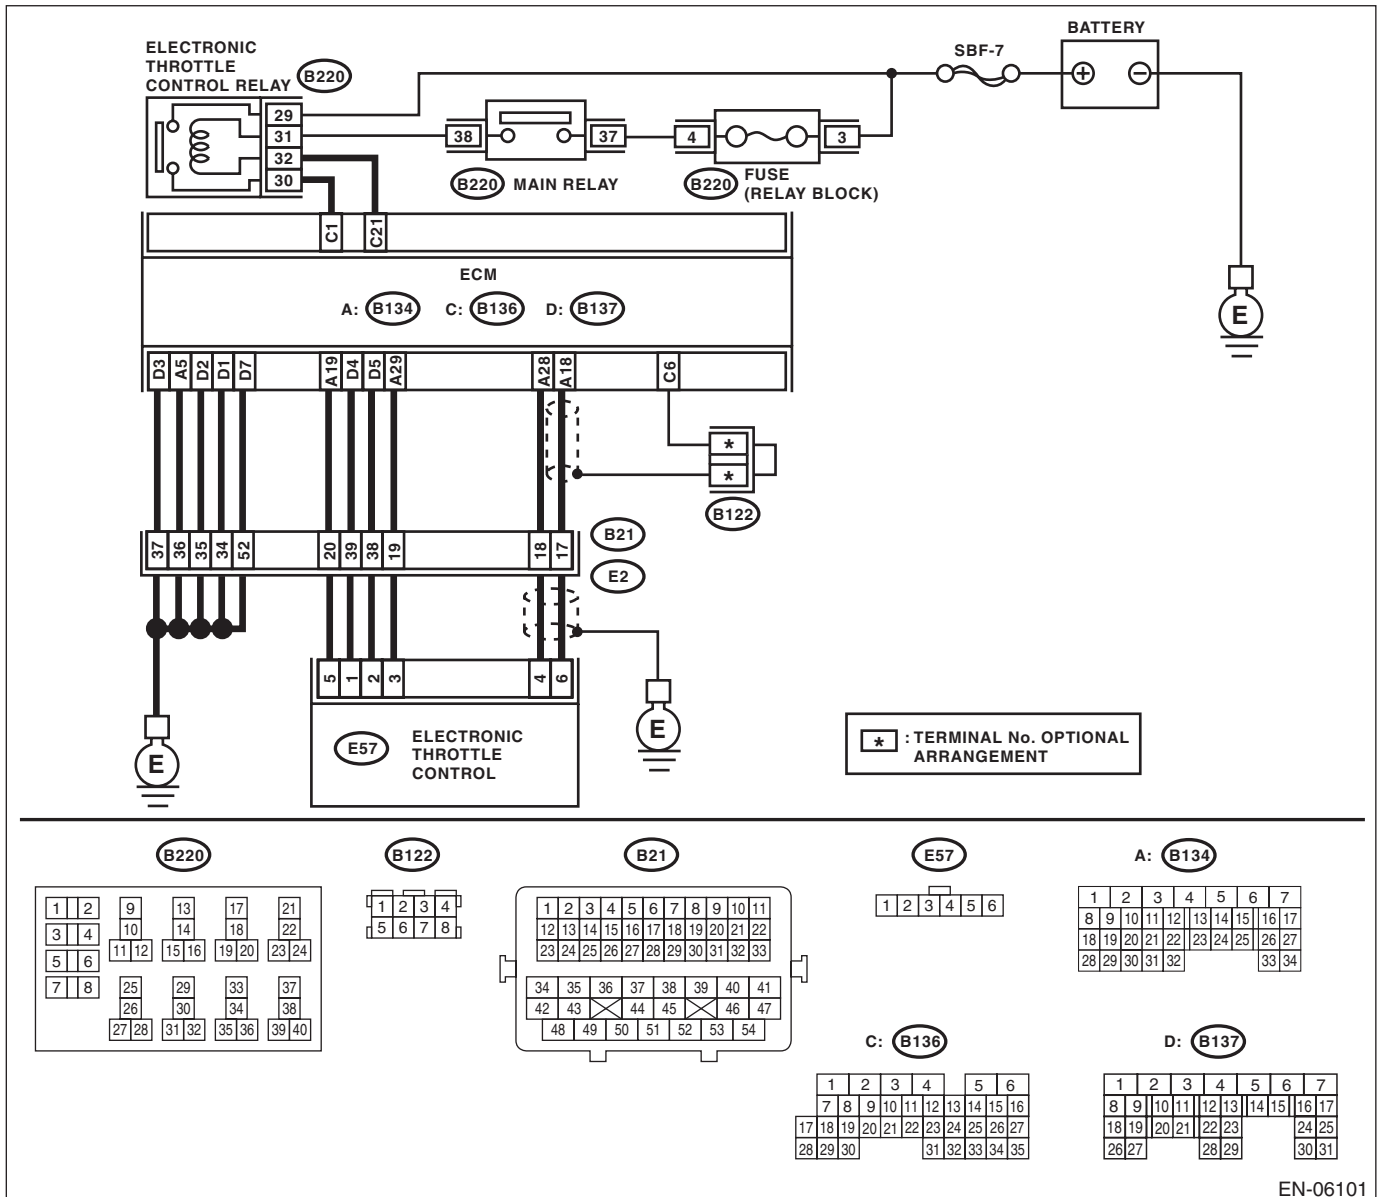 BATTERY
ELECTRONIC
THROTTLE
CONTROL RELAY
B220
SBF-7
+ −
29
31
32
30
38 37
4 3
B220 MAIN RELAY
B220 FUSE
(RELAY BLOCK)
C1 C21
ECM
A: B134 C: B136 D: B137
E
D3 A5 D2 D1 D7 A19 D4 D5 A29 A28 A18 C6
*
*
B122
37 36 35 34 52 20 39 38 19 18 17
B21
E2
5 1 2 3 4 6
E57 ELECTRONIC
THROTTLE
CONTROL
E
E
* : TERMINAL No. OPTIONAL
ARRANGEMENT
B220 B122 B21 E57 A: B134
1 2 9 13 17 21
10 14 18 22
3 4
11 12 15 16 19 20 23 24
5 6
7 8 25 29 33 37
26 30 34 38
27 28 31 32 35 36 39 40
1 2 3 4
5 6 7 8
1 2 3 4 5 6 7 8 9 10 11
12 13 14 15 16 17 18 19 20 21 22
23 24 25 26 27 28 29 30 31 32 33
34 35 36 37 38 39 40 41
42 43 44 45 46 47
48 49 50 51 52 53 54
1 2 3 4 5 6
1 2 3 4 5 6 7
8 9 10 11 12 13 14 15 16 17
18 19 20 21 22 23 24 25 26 27
28 29 30 31 32 33 34
C: B136
1 2 3 4 5 6
7 8 9 10 11 12 13 14 15 16
17 18 19 20 21 22 23 24 25 26 27
28 29 30 31 32 33 34 35
D: B137
1 2 3 4 5 6 7
8 9 10 11 12 13 14 15 16 17
18 19 20 21 22 23 24 25
26 27 28 29 30 31
EN-06101